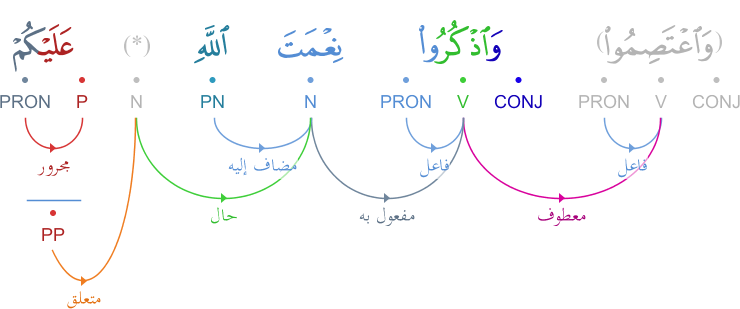 (وَٱعْتَصِمُوا۟) وَٱذْكُرُوا۟ نِعْمَتَ ٱللَّهِ (*) عَلَيْكُمْ
CONJ V PRON CONJ V PRON N PN N P PRON
فاعل فاعل مضاف إليه مجرور
معطوف مفعول به حال
PP
متعلق